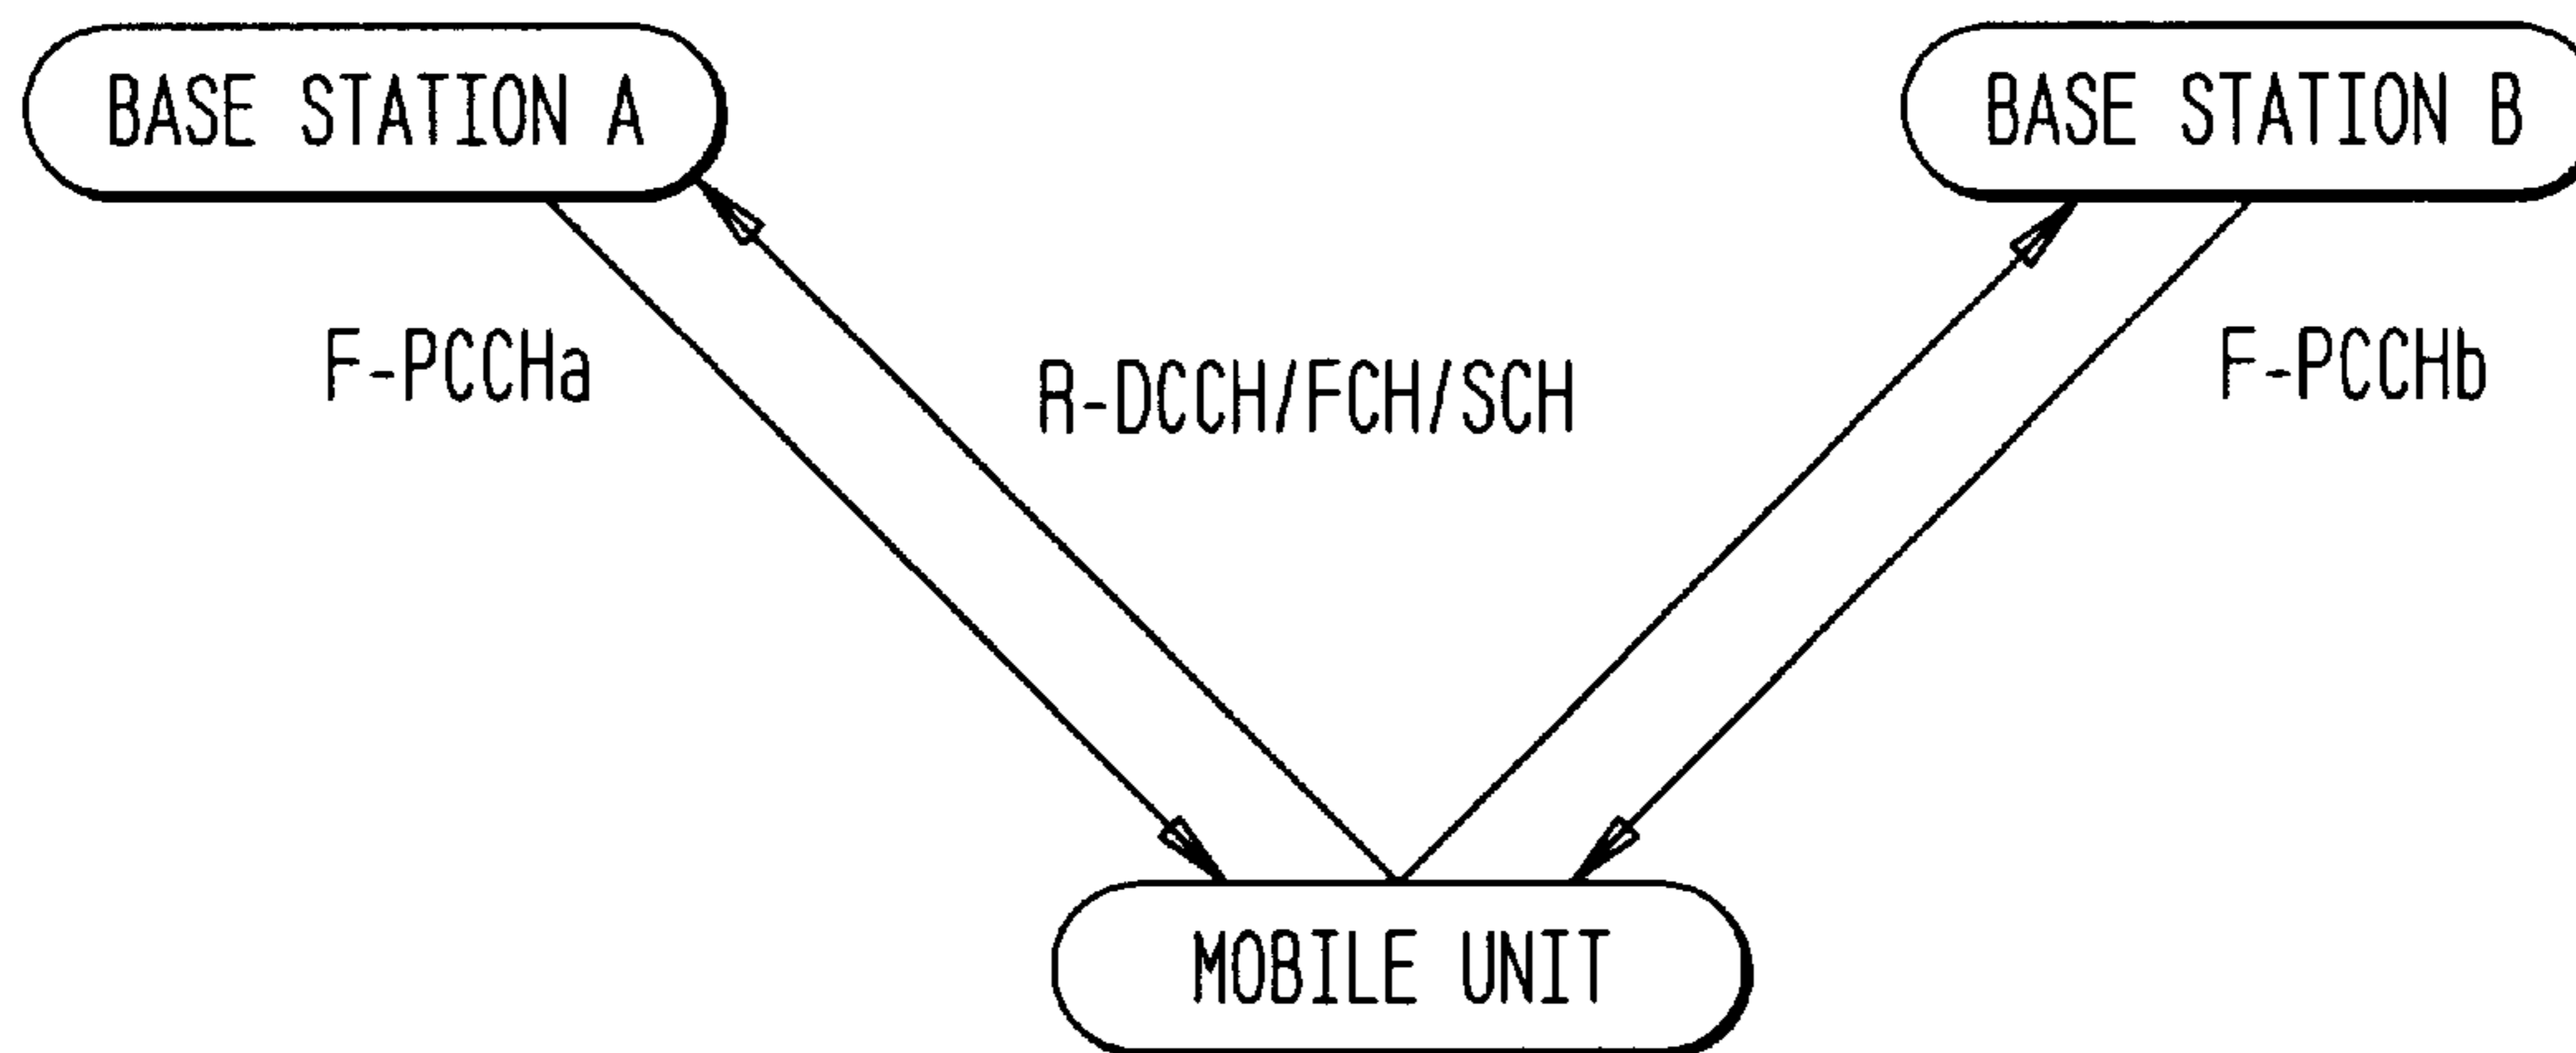 BASE STATION A
BASE STATION B
F-PCCHa
R-DCCH/FCH/SCH
F-PCCHb
MOBILE UNIT